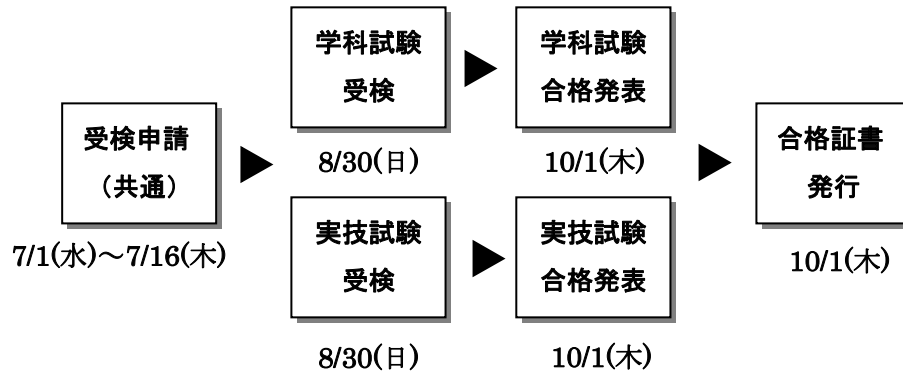 受検申請
（共通）
7/1(水)～7/16(木)
学科試験
受検
8/30(日)
学科試験
合格発表
10/1(木)
実技試験
受検
8/30(日)
実技試験
合格発表
10/1(木)
合格証書
発行
10/1(木)